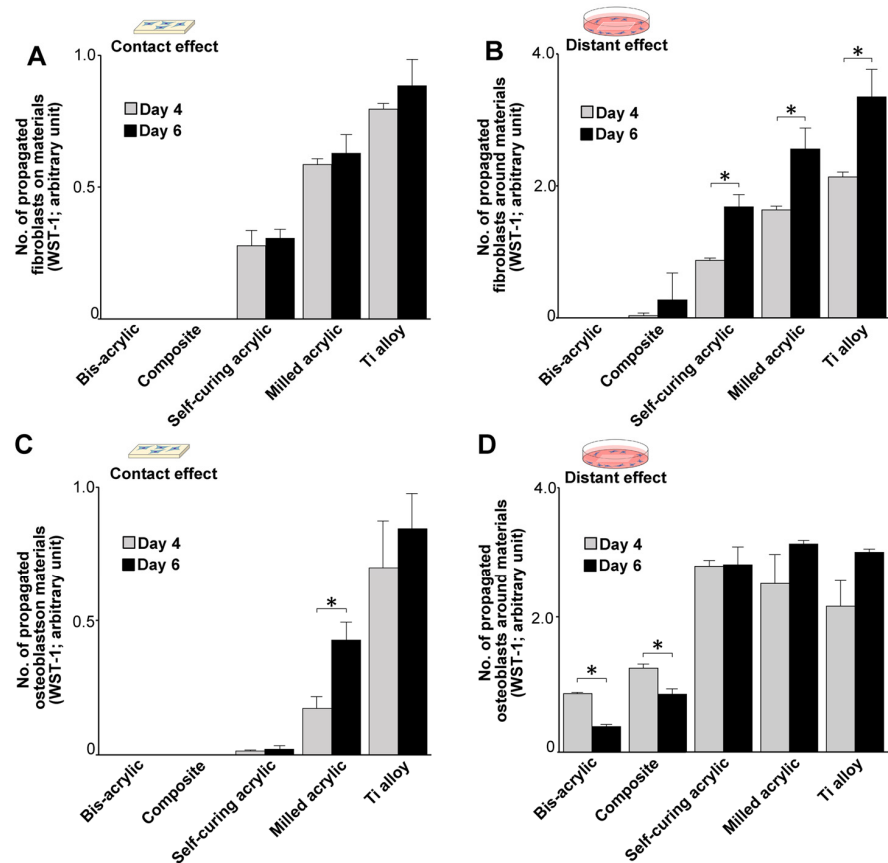 A
Contact effect
No. of propagated
fibroblasts on materials
(WST-1; arbitrary unit)
1.0
0.5
0
Day 4
Day 6
Bis-acrylic
Composite
Self-curing acrylic
Milled acrylic
Ti alloy
B
Distant effect
No. of propagated
fibroblasts around materials
(WST-1; arbitrary unit)
4.0
2.0
0
Day 4
Day 6
*
*
*
Bis-acrylic
Composite
Self-curing acrylic
Milled acrylic
Ti alloy
C
Contact effect
No. of propagated
osteoblastson materials
(WST-1; arbitrary unit)
1.0
0.5
0
Day 4
Day 6
*
Bis-acrylic
Composite
Self-curing acrylic
Milled acrylic
Ti alloy
D
Distant effect
No. of propagated
osteoblasts around materials
(WST-1; arbitrary unit)
4.0
2.0
0
Day 4
Day 6
*
*
Bis-acrylic
Composite
Self-curing acrylic
Milled acrylic
Ti alloy